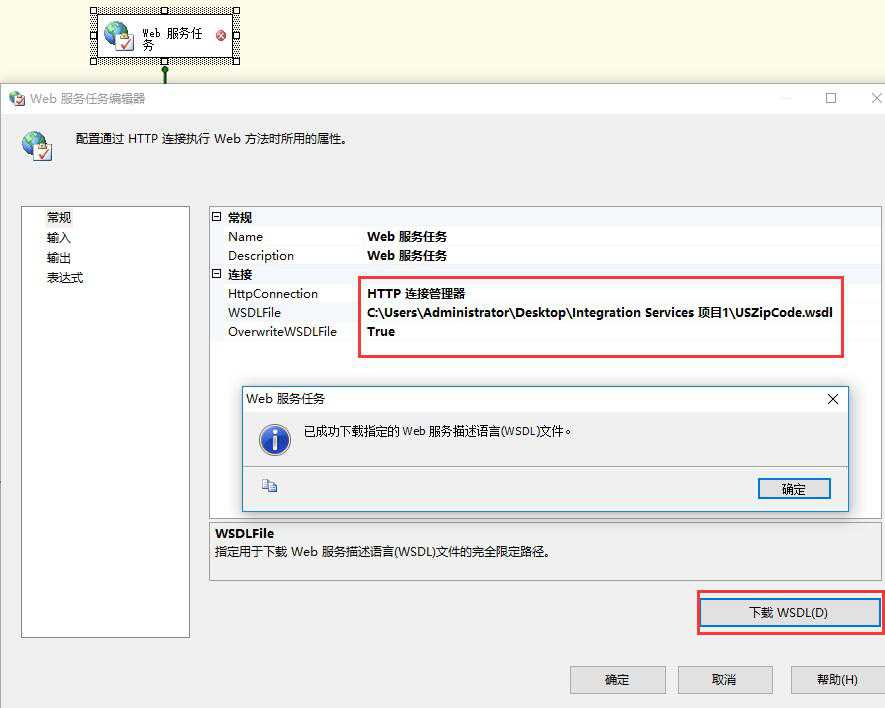 Web 服务任
务
Web 服务任务编辑器
配置通过 HTTP 连接执行 Web 方法时所用的属性。
常规
输入
输出
表达式
常规
Name Web 服务任务
Description Web 服务任务
连接
HttpConnection HTTP 连接管理器
WSDLFile C:\Users\Administrator\Desktop\Integration Services 项目1\USZipCode.wsdl
OverwriteWSDLFile True
Web 服务任务
已成功下载指定的 Web 服务描述语言(WSDL)文件。
确定
WSDLFile
指定用于下载 Web 服务描述语言(WSDL)文件的完全限定路径。
下载 WSDL(D)
确定
取消
帮助(H)